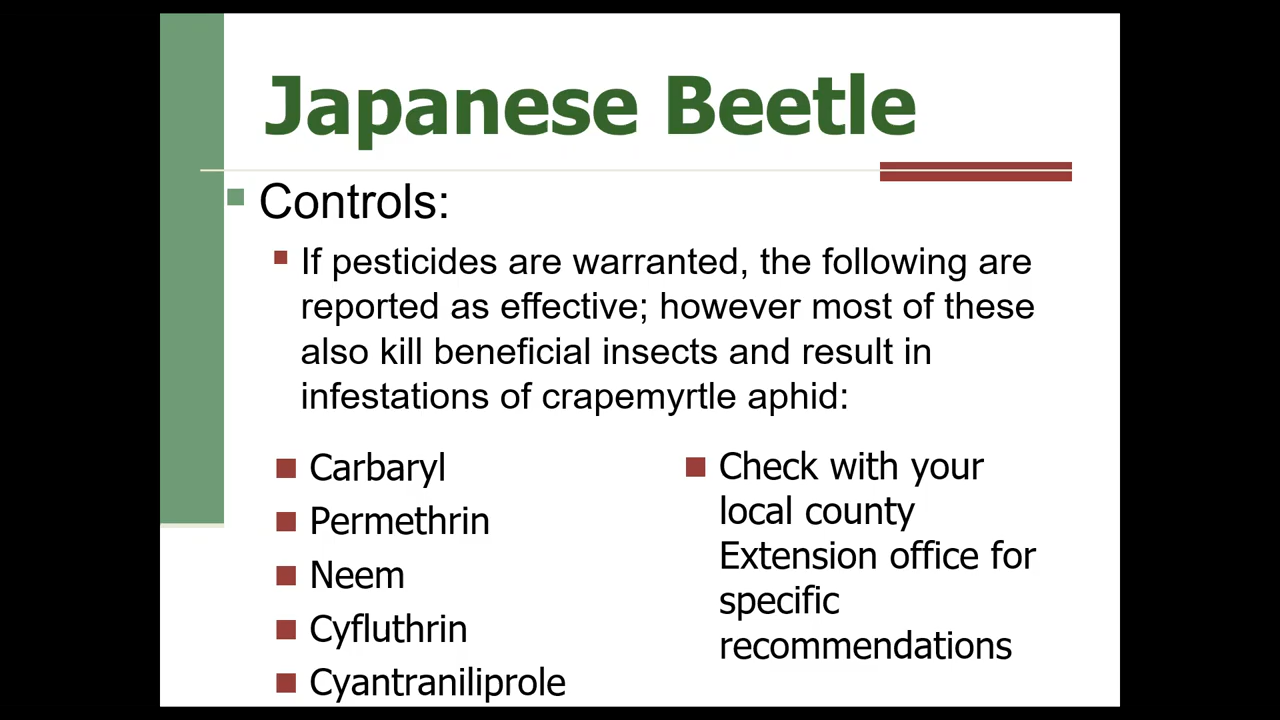 Japanese Beetle
Controls:
If pesticides are warranted, the following are
reported as effective; however most of these
also kill beneficial insects and result in
infestations of crapemyrtle aphid:
Carbaryl
Permethrin
Neem
Cyfluthrin
Cyantraniliprole
Check with your
local county
Extension office for
specific
recommendations